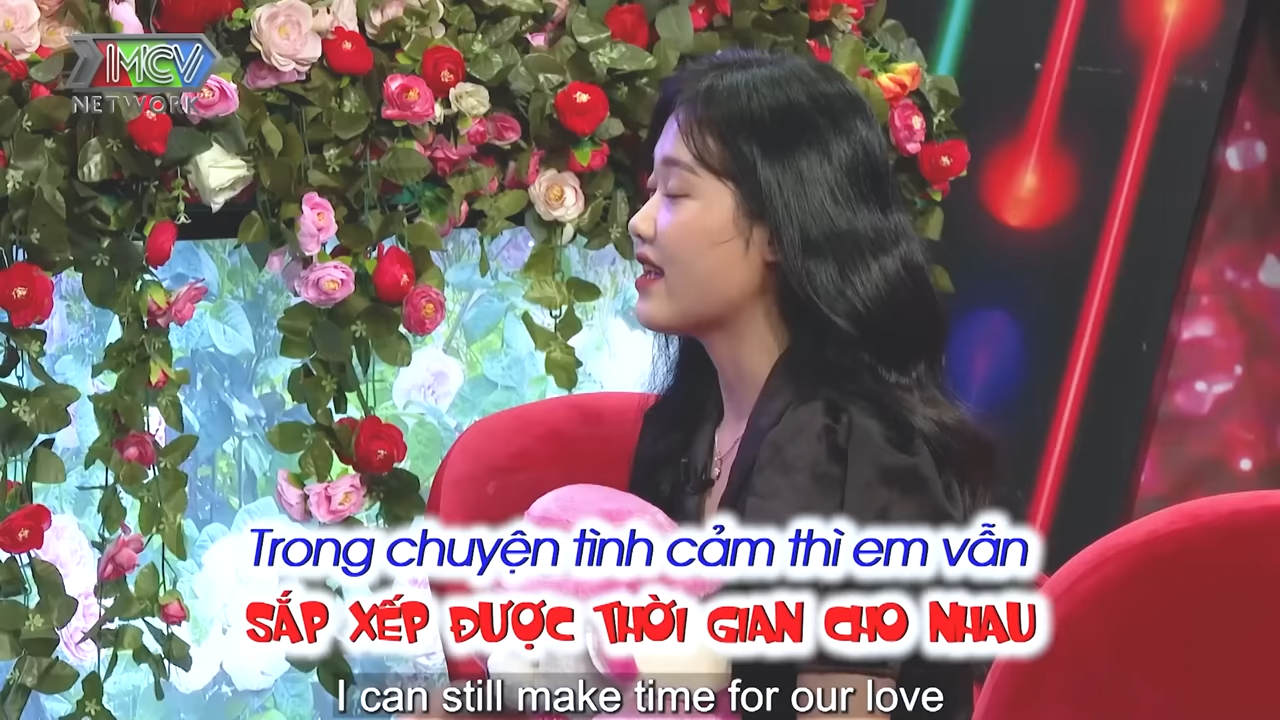 MCV
NETWORK
Trong chuyện tình cảm thì em vẫn
SẮP XẾP ĐƯỢC THỜI GIAN CHO NHAU
I can still make time for our love